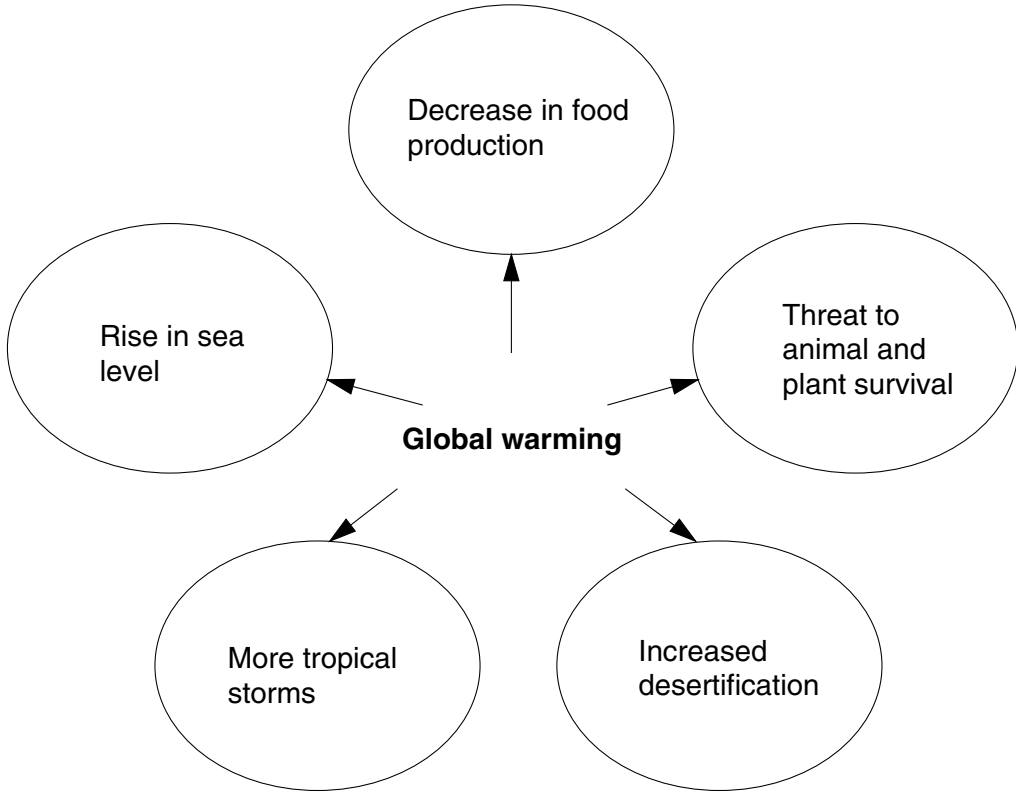 Decrease in food
production
Rise in sea
level
Threat to
animal and
plant survival
Global warming
More tropical
storms
Increased
desertification